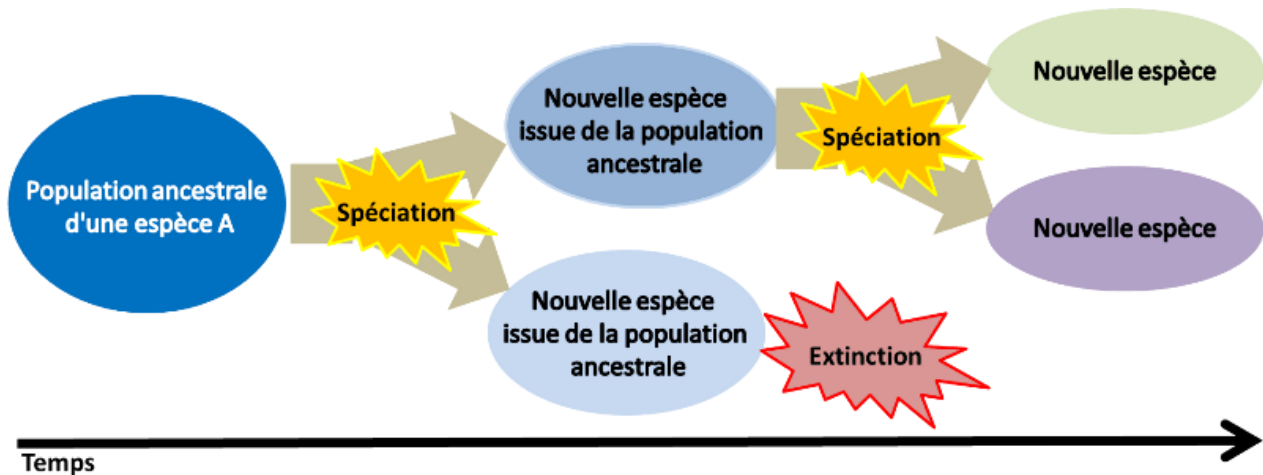 Population ancestrale
d'une espèce A
Spéciation
Nouvelle espèce
issue de la population
ancestrale
Spéciation
Nouvelle espèce
Nouvelle espèce
Nouvelle espèce
issue de la population
ancestrale
Extinction
Temps